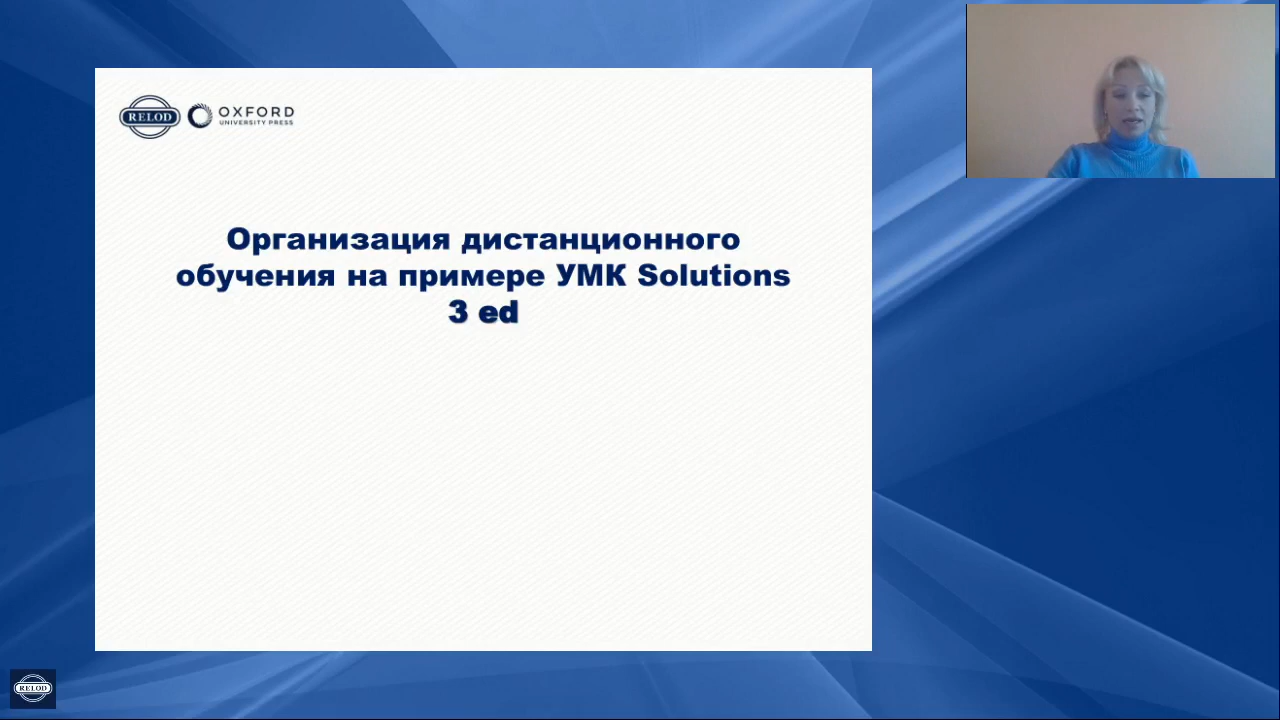 RELOD
OXFORD
UNIVERSITY PRESS
Организация дистанционного
обучения на примере УМК Solutions
3 ed
RELOD